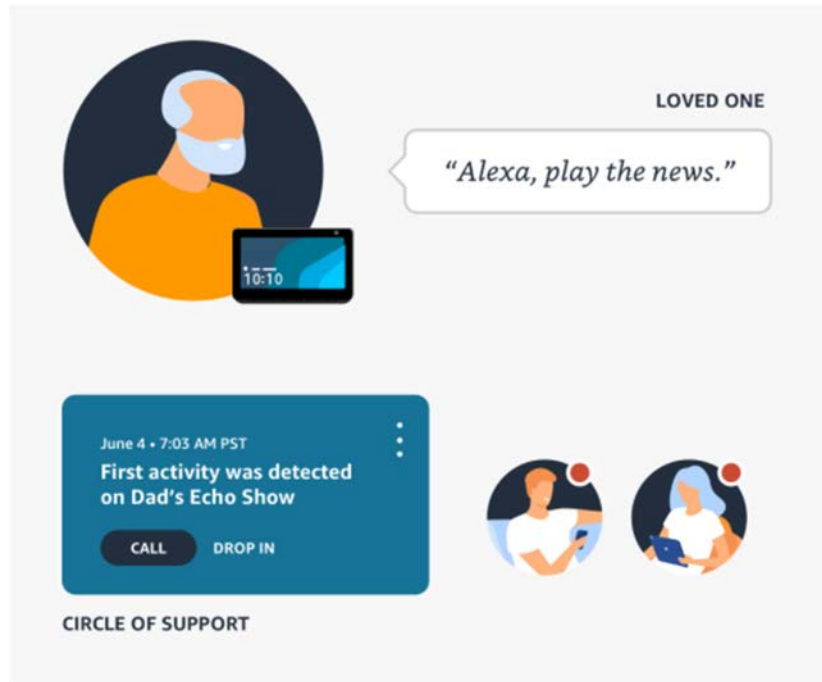 LOVED ONE
“Alexa, play the news.”
10:10
June 4 • 7:03 AM PST
First activity was detected
on Dad’s Echo Show
CALL DROP IN
CIRCLE OF SUPPORT